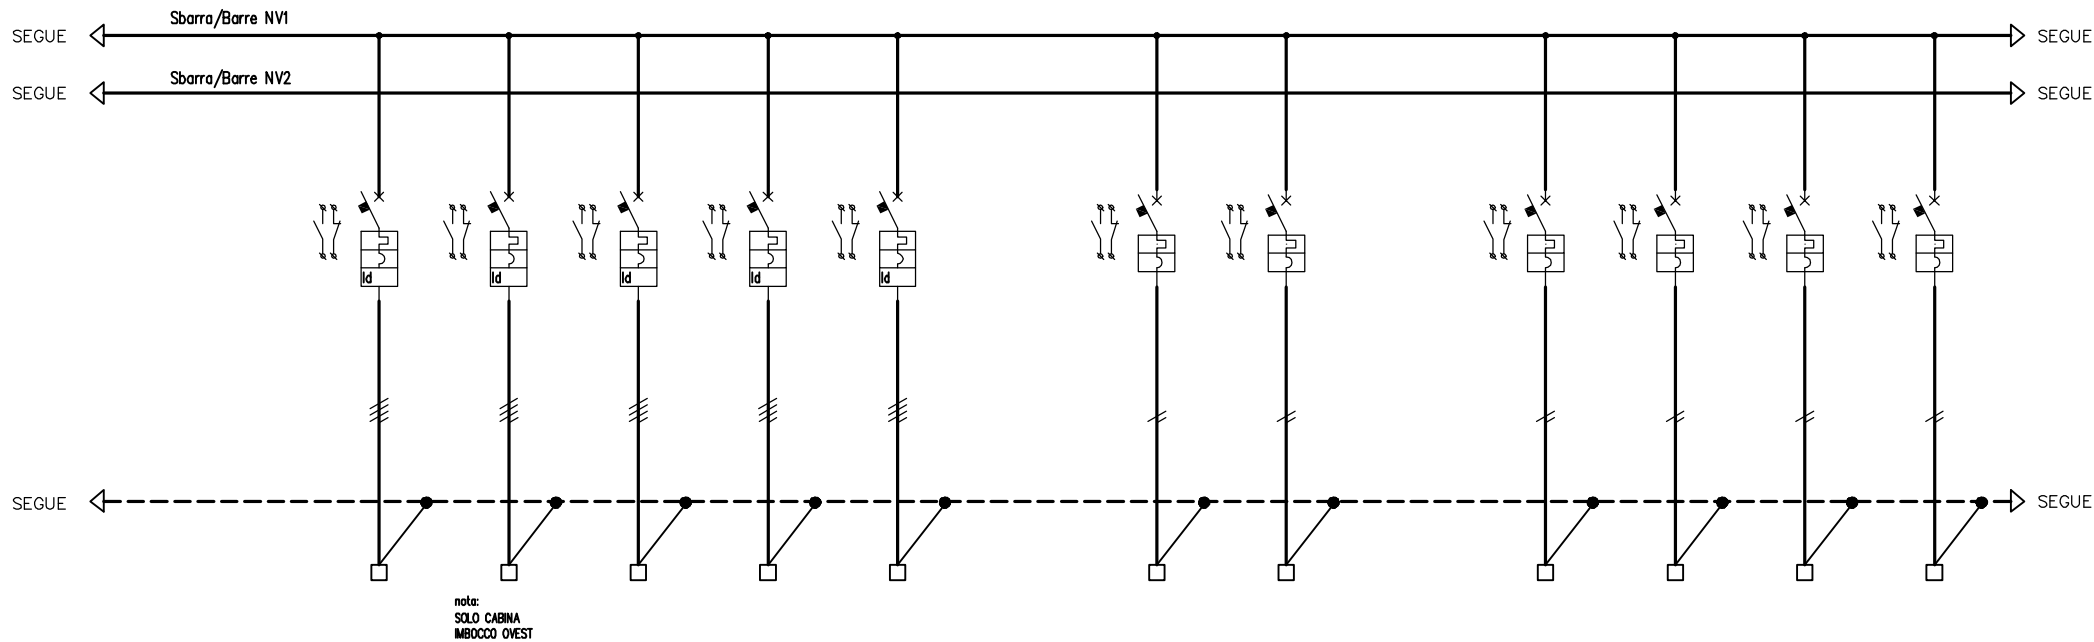 Sbarra/Barre NV1
SEGUE
SEGUE
Sbarra/Barre NV2
SEGUE
SEGUE
Id
Id
Id
Id
Id
SEGUE
SEGUE
nota:
SOLO CABINA
IMBOCCO OVEST